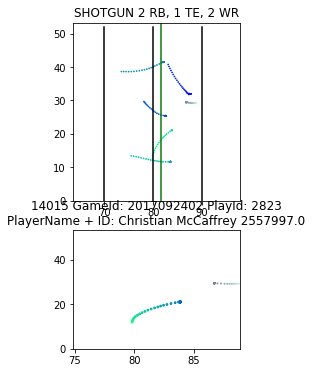 SHOTGUN 2 RB, 1 TE, 2 WR
50
40
30
20
10
0
70 80 90
14015 GameId: 2017092402 PlayId: 2823
PlayerName + ID: Christian McCaffrey 2557997.0
40
20
0
75 80 85